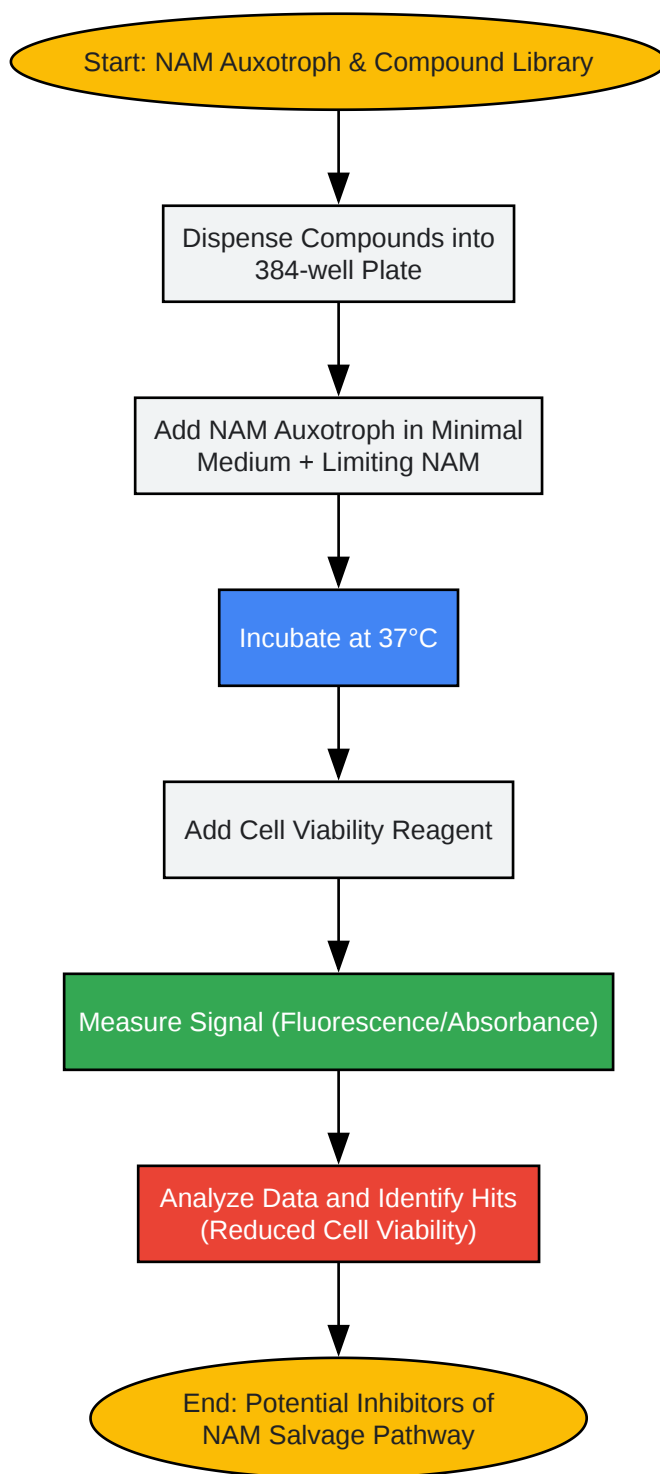 Start: NAM Auxotroph & Compound Library
Dispense Compounds into
384-well Plate
Add NAM Auxotroph in Minimal
Medium + Limiting NAM
Incubate at 37°C
Add Cell Viability Reagent
Measure Signal (Fluorescence/Absorbance)
Analyze Data and Identify Hits
(Reduced Cell Viability)
End: Potential Inhibitors of
NAM Salvage Pathway